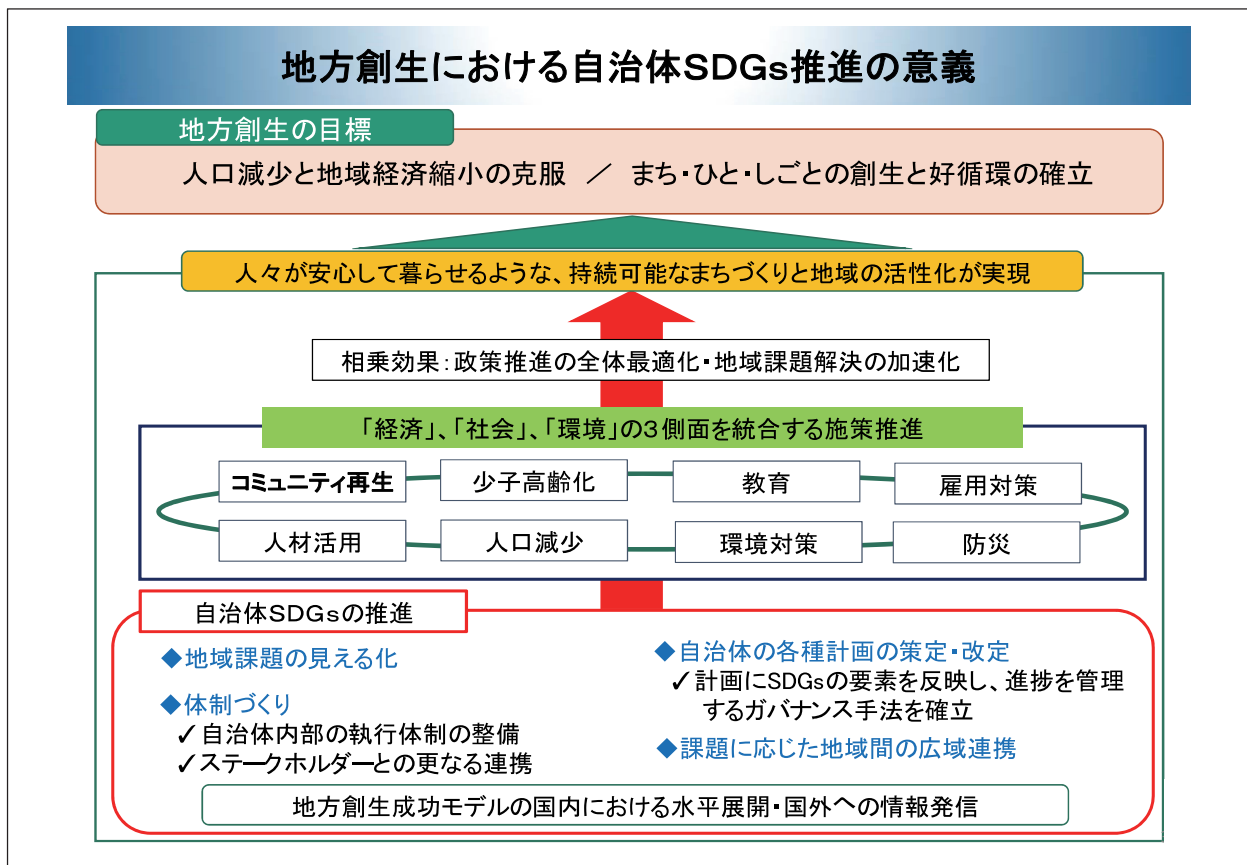 地方創生における自治体SDGs推進の意義
地方創生の目標
人口減少と地域経済縮小の克服 ／ まち・ひと・しごとの創生と好循環の確立
人々が安心して暮らせるような、持続可能なまちづくりと地域の活性化が実現
相乗効果：政策推進の全体最適化・地域課題解決の加速化
「経済」、「社会」、「環境」の３側面を統合する施策推進
コミュニティ再生
少子高齢化
教育
雇用対策
人材活用
人口減少
環境対策
防災
自治体SDGsの推進
◆地域課題の見える化
◆体制づくり
✓自治体内部の執行体制の整備
✓ステークホルダーとの更なる連携
◆自治体の各種計画の策定・改定
✓計画にSDGsの要素を反映し、進捗を管理
するガバナンス手法を確立
◆課題に応じた地域間の広域連携
地方創生成功モデルの国内における水平展開・国外への情報発信